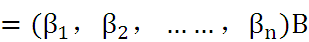 = (β₁， β₂， … …， βₙ)B